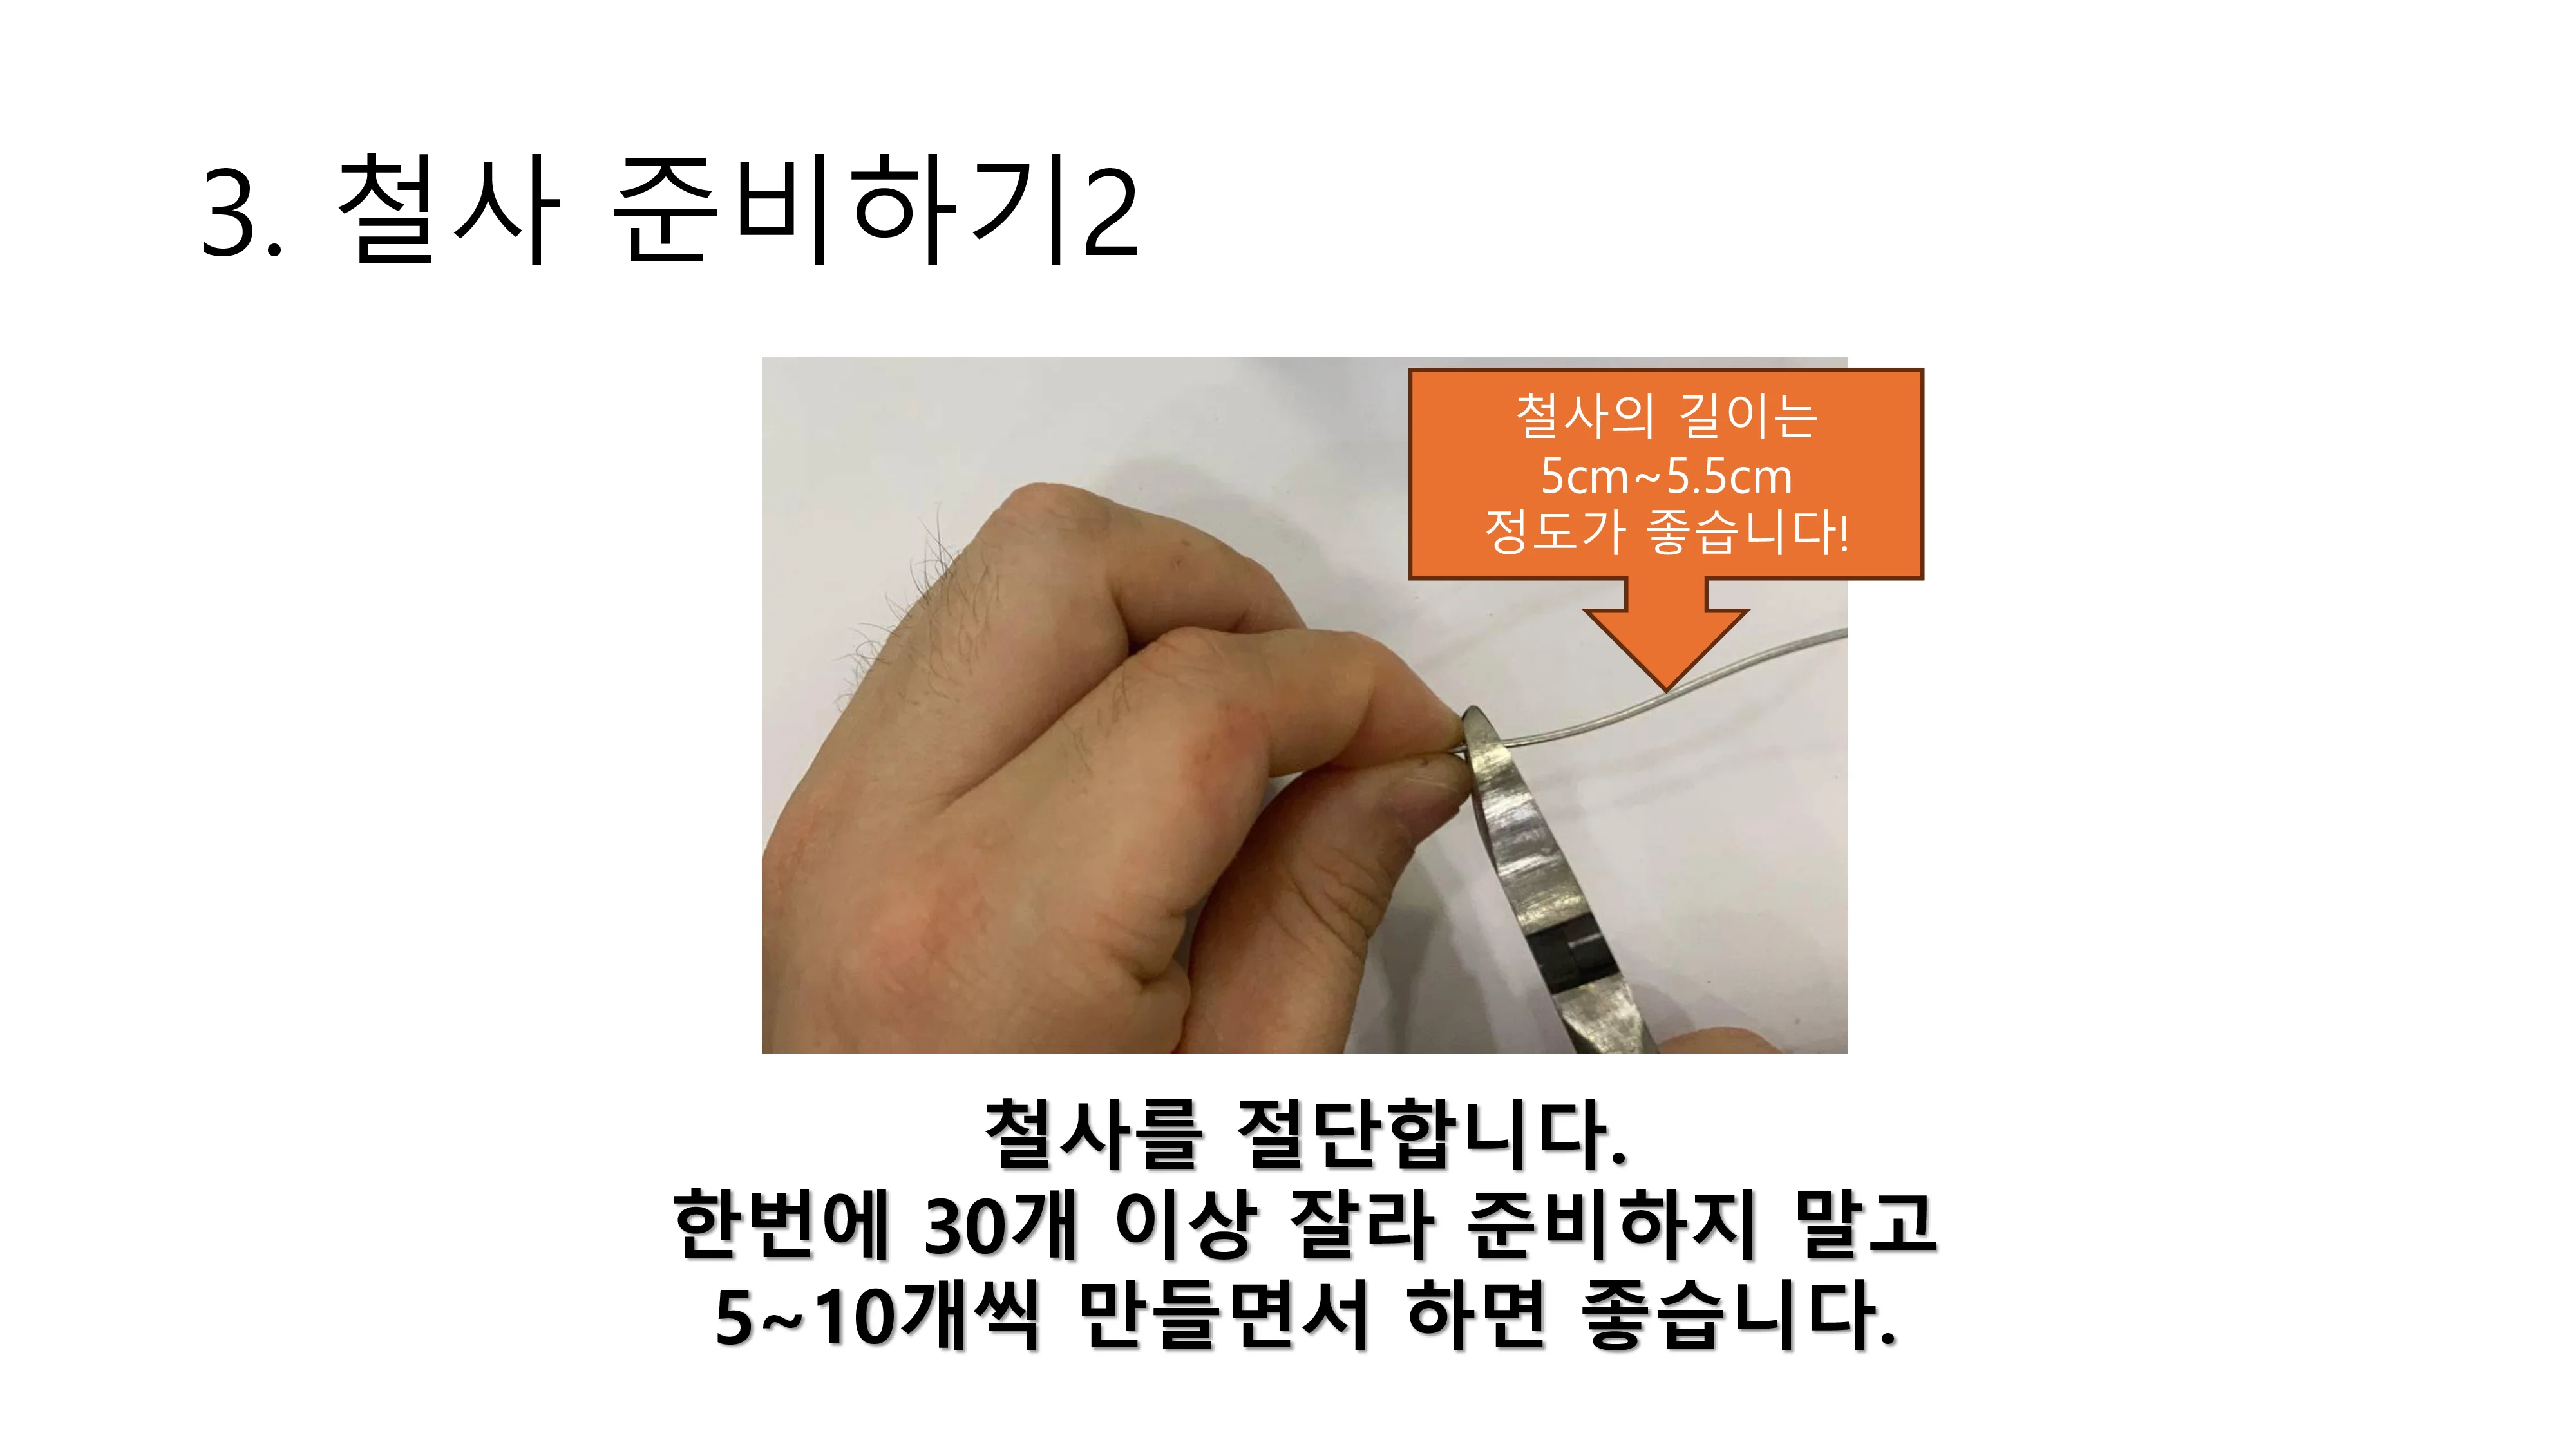 3. 철사 준비하기2
철사의 길이는
5cm~5.5cm
정도가 좋습니다!
철사를 절단합니다.
한번에 30개 이상 잘라 준비하지 말고
5~10개씩 만들면서 하면 좋습니다.